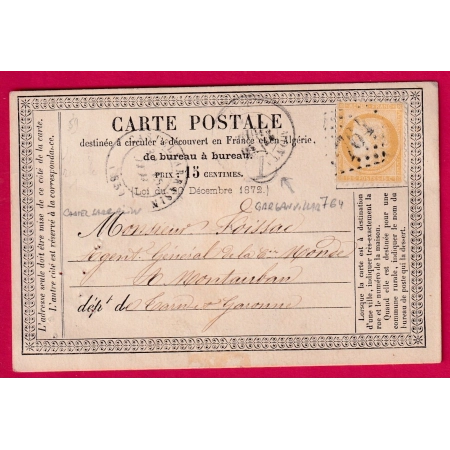 CARTE POSTALE
destinée à circuler à découvert en France et en Algérie,
de bureau à bureau.
PRIX : 15 CENTIMES.
(Loi du 20 Décembre 1872.)
Monsieur
Agent Général de la Cie le Monde
à Montauban
dépt de Tarn et Garonne
L'adresse seule doit être mise de ce côté de la carte.
L'autre côté est réservé à la correspondance.
Lorsque la carte est à destination
d'une ville, indiquer très-exactement la
rue et le numéro de la maison.
Quand elle est destinée pour une
commune rurale, indiquer le nom du
bureau de poste qui la dessert.